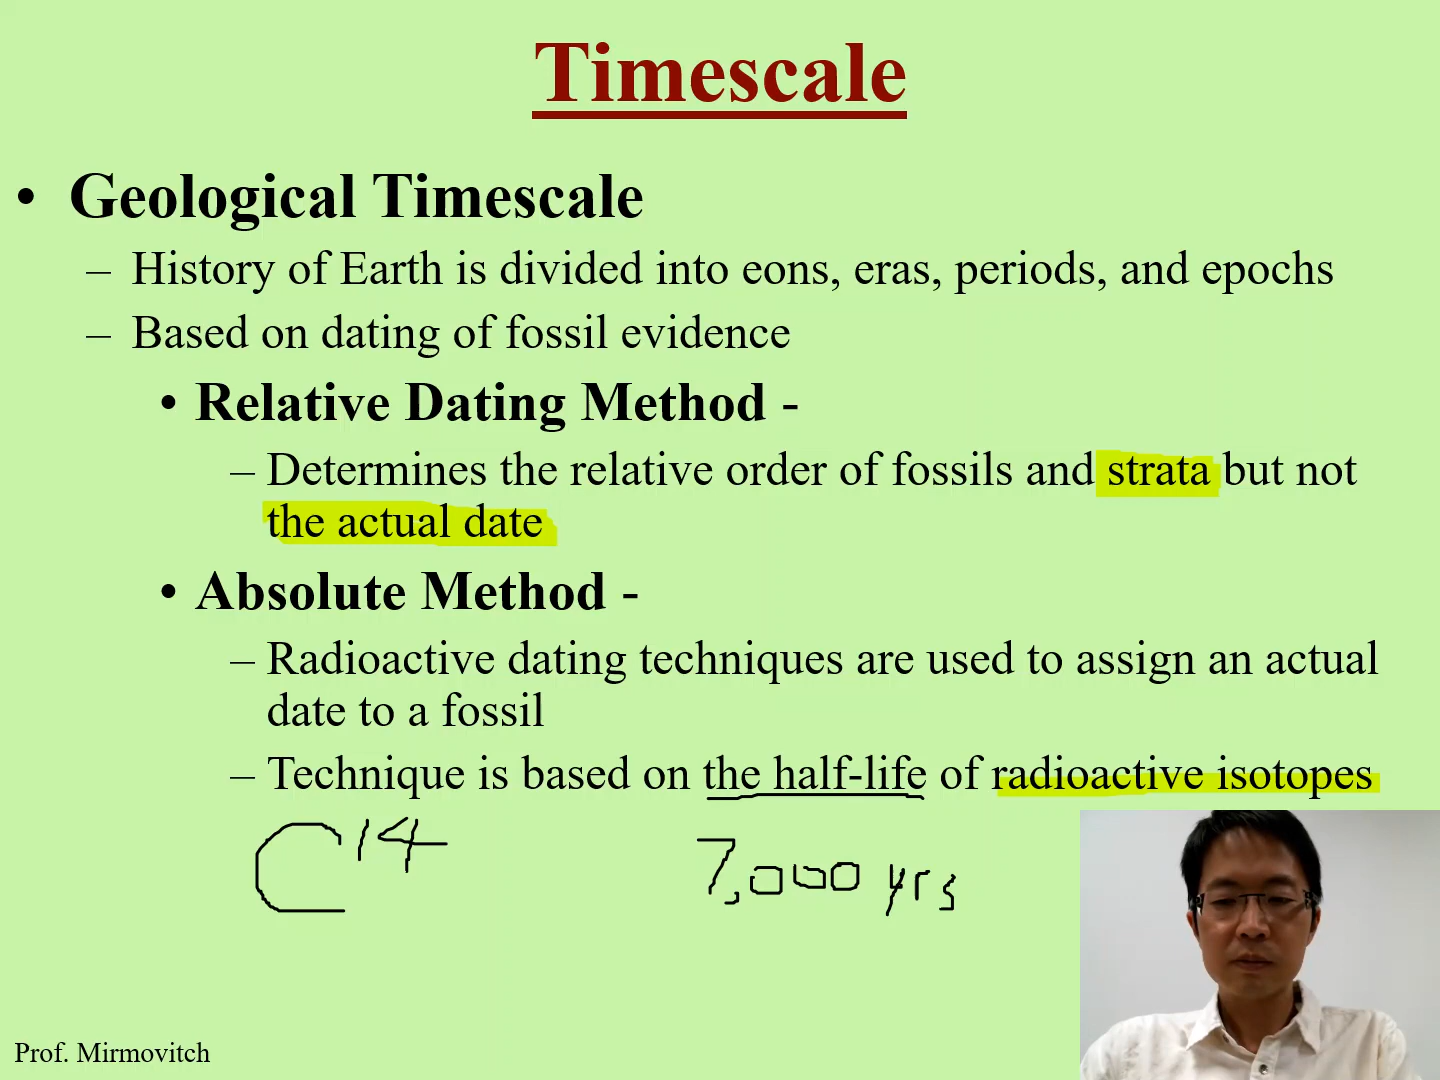 Timescale
• Geological Timescale
– History of Earth is divided into eons, eras, periods, and epochs
– Based on dating of fossil evidence
• Relative Dating Method -
– Determines the relative order of fossils and strata but not
the actual date
• Absolute Method -
– Radioactive dating techniques are used to assign an actual
date to a fossil
– Technique is based on the half-life of radioactive isotopes
C14 7,000 yrs
Prof. Mirmovitch